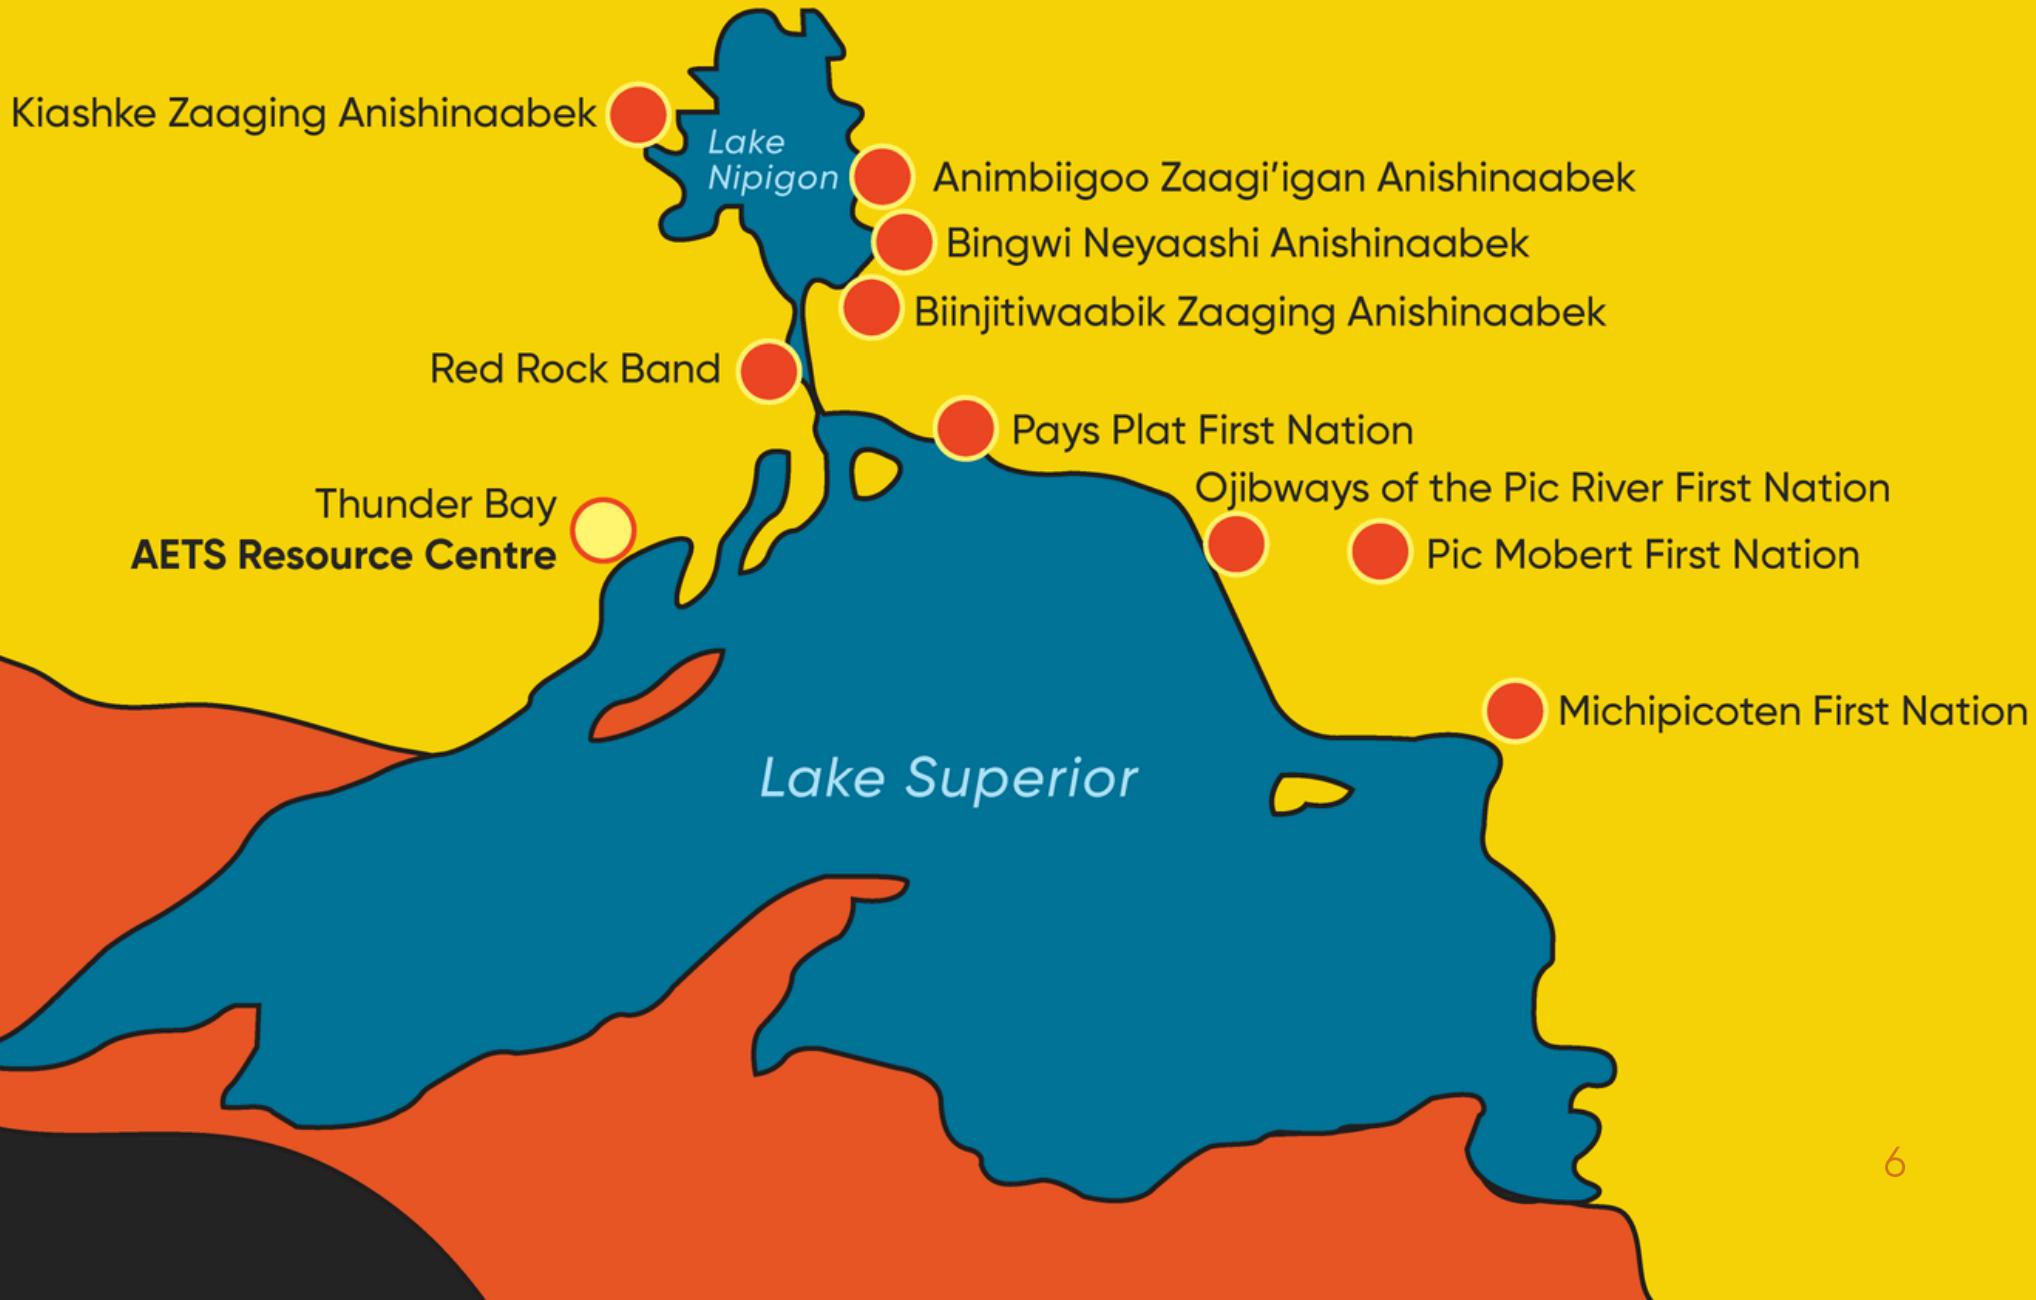 Kiashke Zaaging Anishinaabek
Lake
Nipigon
Animbiigoo Zaagi’igan Anishinaabek
Bingwi Neyaashi Anishinaabek
Biinjitiwaabik Zaaging Anishinaabek
Red Rock Band
Pays Plat First Nation
Ojibways of the Pic River First Nation
Thunder Bay
AETS Resource Centre
Pic Mobert First Nation
Michipicoten First Nation
Lake Superior
6